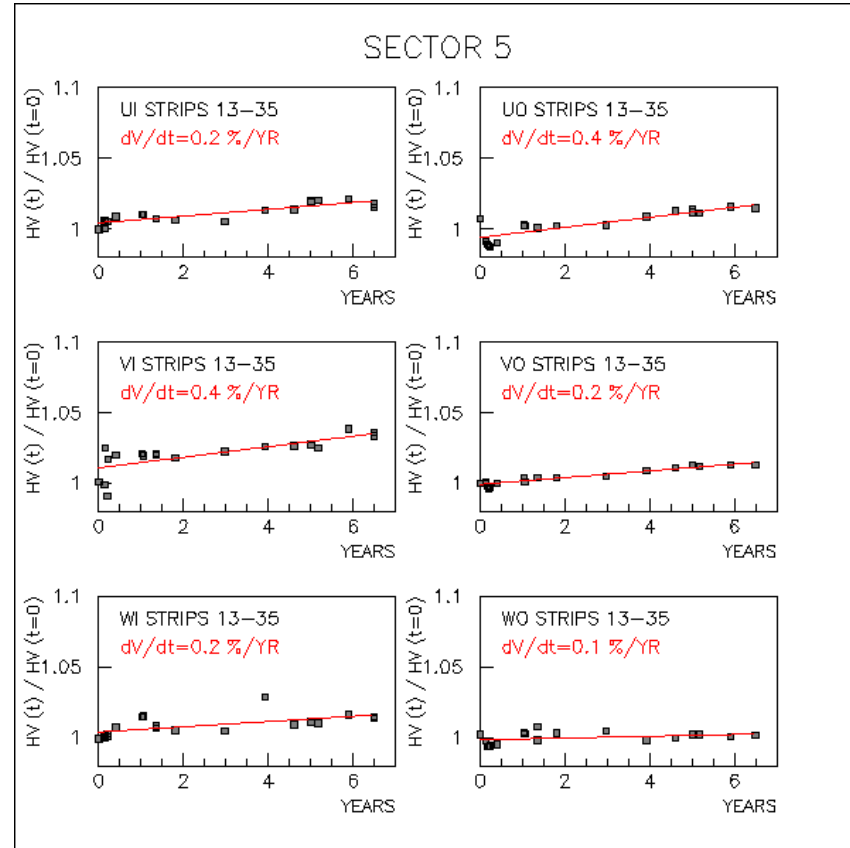 SECTOR 5
HV (t) / HV (t=0)
1.1
1.05
1
UI STRIPS 13-35
dV/dt=0.2 %/YR
0 2 4 6
YEARS
HV (t) / HV (t=0)
1.1
1.05
1
UO STRIPS 13-35
dV/dt=0.4 %/YR
0 2 4 6
YEARS
HV (t) / HV (t=0)
1.1
1.05
1
VI STRIPS 13-35
dV/dt=0.4 %/YR
0 2 4 6
YEARS
HV (t) / HV (t=0)
1.1
1.05
1
VO STRIPS 13-35
dV/dt=0.2 %/YR
0 2 4 6
YEARS
HV (t) / HV (t=0)
1.1
1.05
1
WI STRIPS 13-35
dV/dt=0.2 %/YR
0 2 4 6
YEARS
HV (t) / HV (t=0)
1.1
1.05
1
WO STRIPS 13-35
dV/dt=0.1 %/YR
0 2 4 6
YEARS